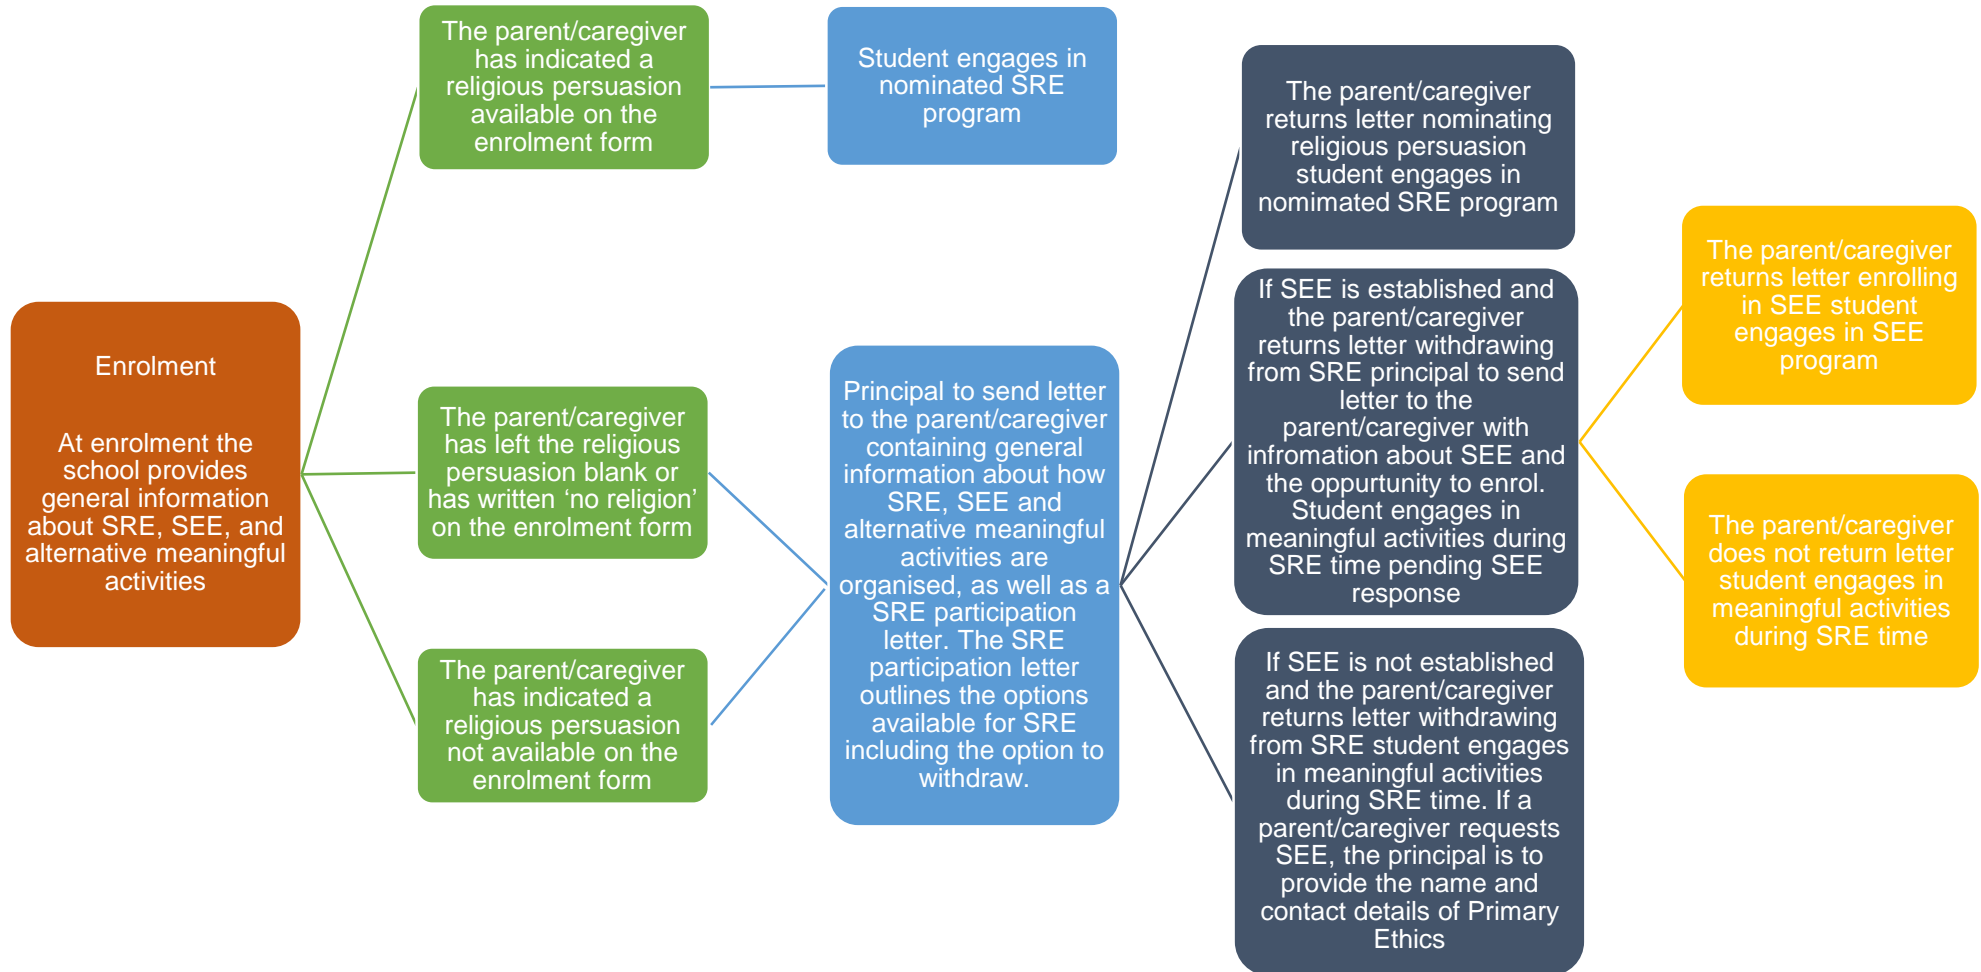 Enrolment
At enrolment the
school provides
general information
about SRE, SEE, and
alternative meaningful
activities
The parent/caregiver
has indicated a
religious persuasion
available on the
enrolment form
Student engages in
nominated SRE
program
The parent/caregiver
has left the religious
persuasion blank or
has written ‘no religion’
on the enrolment form
The parent/caregiver
has indicated a
religious persuasion
not available on the
enrolment form
Principal to send letter
to the parent/caregiver
containing general
information about how
SRE, SEE and
alternative meaningful
activities are
organised, as well as a
SRE participation
letter. The SRE
participation letter
outlines the options
available for SRE
including the option to
withdraw.
The parent/caregiver
returns letter nominating
religious persuasion
student engages in
nomimated SRE program
If SEE is established and
the parent/caregiver
returns letter withdrawing
from SRE principal to send
letter to the
parent/caregiver with
infromation about SEE and
the oppurtunity to enrol.
Student engages in
meaningful activities during
SRE time pending SEE
response
If SEE is not established
and the parent/caregiver
returns letter withdrawing
from SRE student engages
in meaningful activities
during SRE time. If a
parent/caregiver requests
SEE, the principal is to
provide the name and
contact details of Primary
Ethics
The parent/caregiver
returns letter enrolling
in SEE student
engages in SEE
program
The parent/caregiver
does not return letter
student engages in
meaningful activities
during SRE time